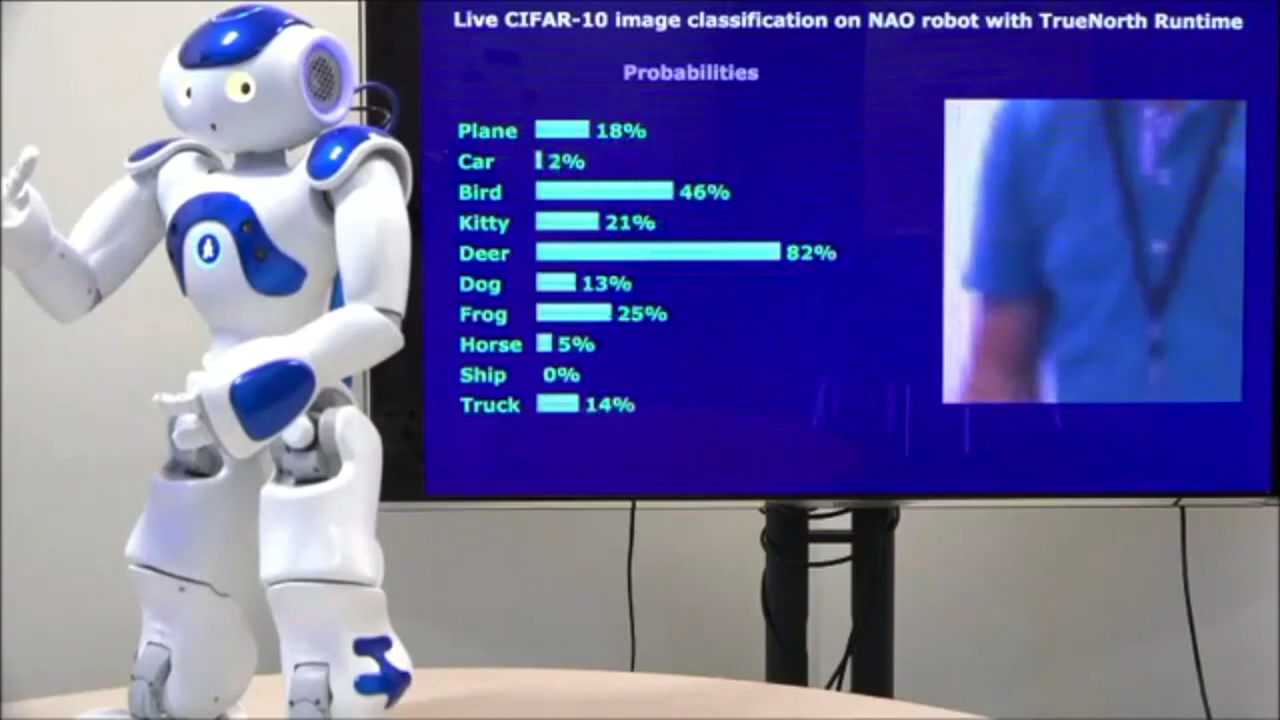 Live CIFAR-10 image classification on NAO robot with TrueNorth Runtime
Probabilities
Plane 18%
Car 2%
Bird 46%
Kitty 21%
Deer 82%
Dog 13%
Frog 25%
Horse 5%
Ship 0%
Truck 14%